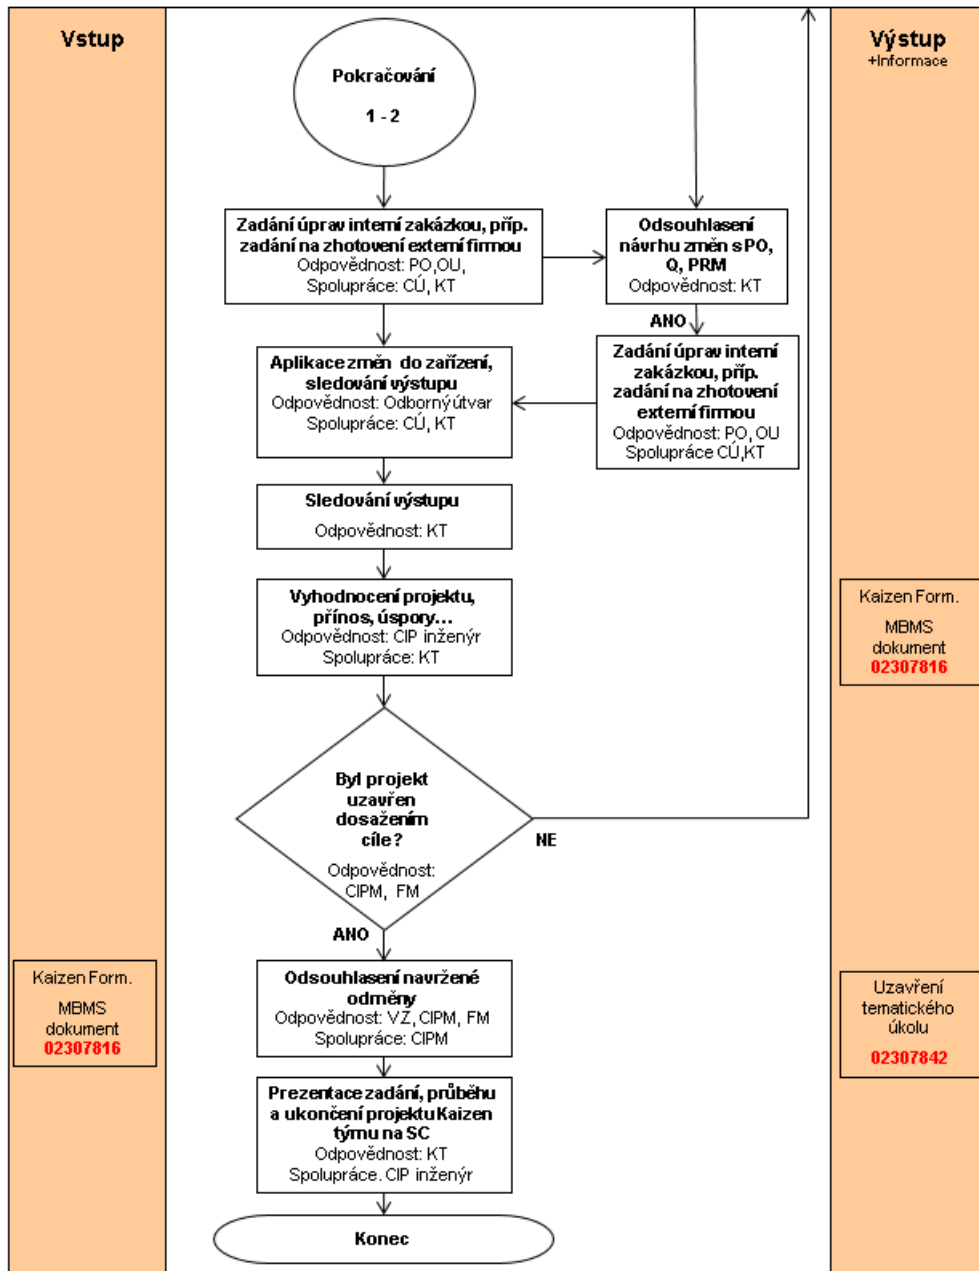 Vstup
Výstup
+Informace
Pokračování
1 - 2
Zadání úprav interní zakázkou, příp.
zadání na zhotovení externí firmou
Odpovědnost: PO,OU,
Spolupráce: CÚ, KT
Odsouhlasení
návrhu změn s PO,
Q, PRM
Odpovědnost: KT
ANO
Aplikace změn do zařízení,
sledování výstupu
Odpovědnost: Odborný útvar
Spolupráce: CÚ, KT
Zadání úprav interní
zakázkou, příp.
zadání na zhotovení
externí firmou
Odpovědnost: PO, OU
Spolupráce CÚ,KT
Sledování výstupu
Odpovědnost: KT
Vyhodnocení projektu,
přínos, úspory...
Odpovědnost: CIP inženýr
Spolupráce: KT
Kaizen Form.
MBMS
dokument
02307816
Byl projekt
uzavřen
dosažením
cíle?
Odpovědnost:
CIPM, FM
NE
ANO
Kaizen Form.
MBMS
dokument
02307816
Odsouhlasení navržené
odměny
Odpovědnost: VZ, CIPM, FM
Spolupráce: CIPM
Uzavření
tematického
úkolu
02307842
Prezentace zadání, průběhu
a ukončení projektu Kaizen
týmu na SC
Odpovědnost: KT
Spolupráce. CIP inženýr
Konec